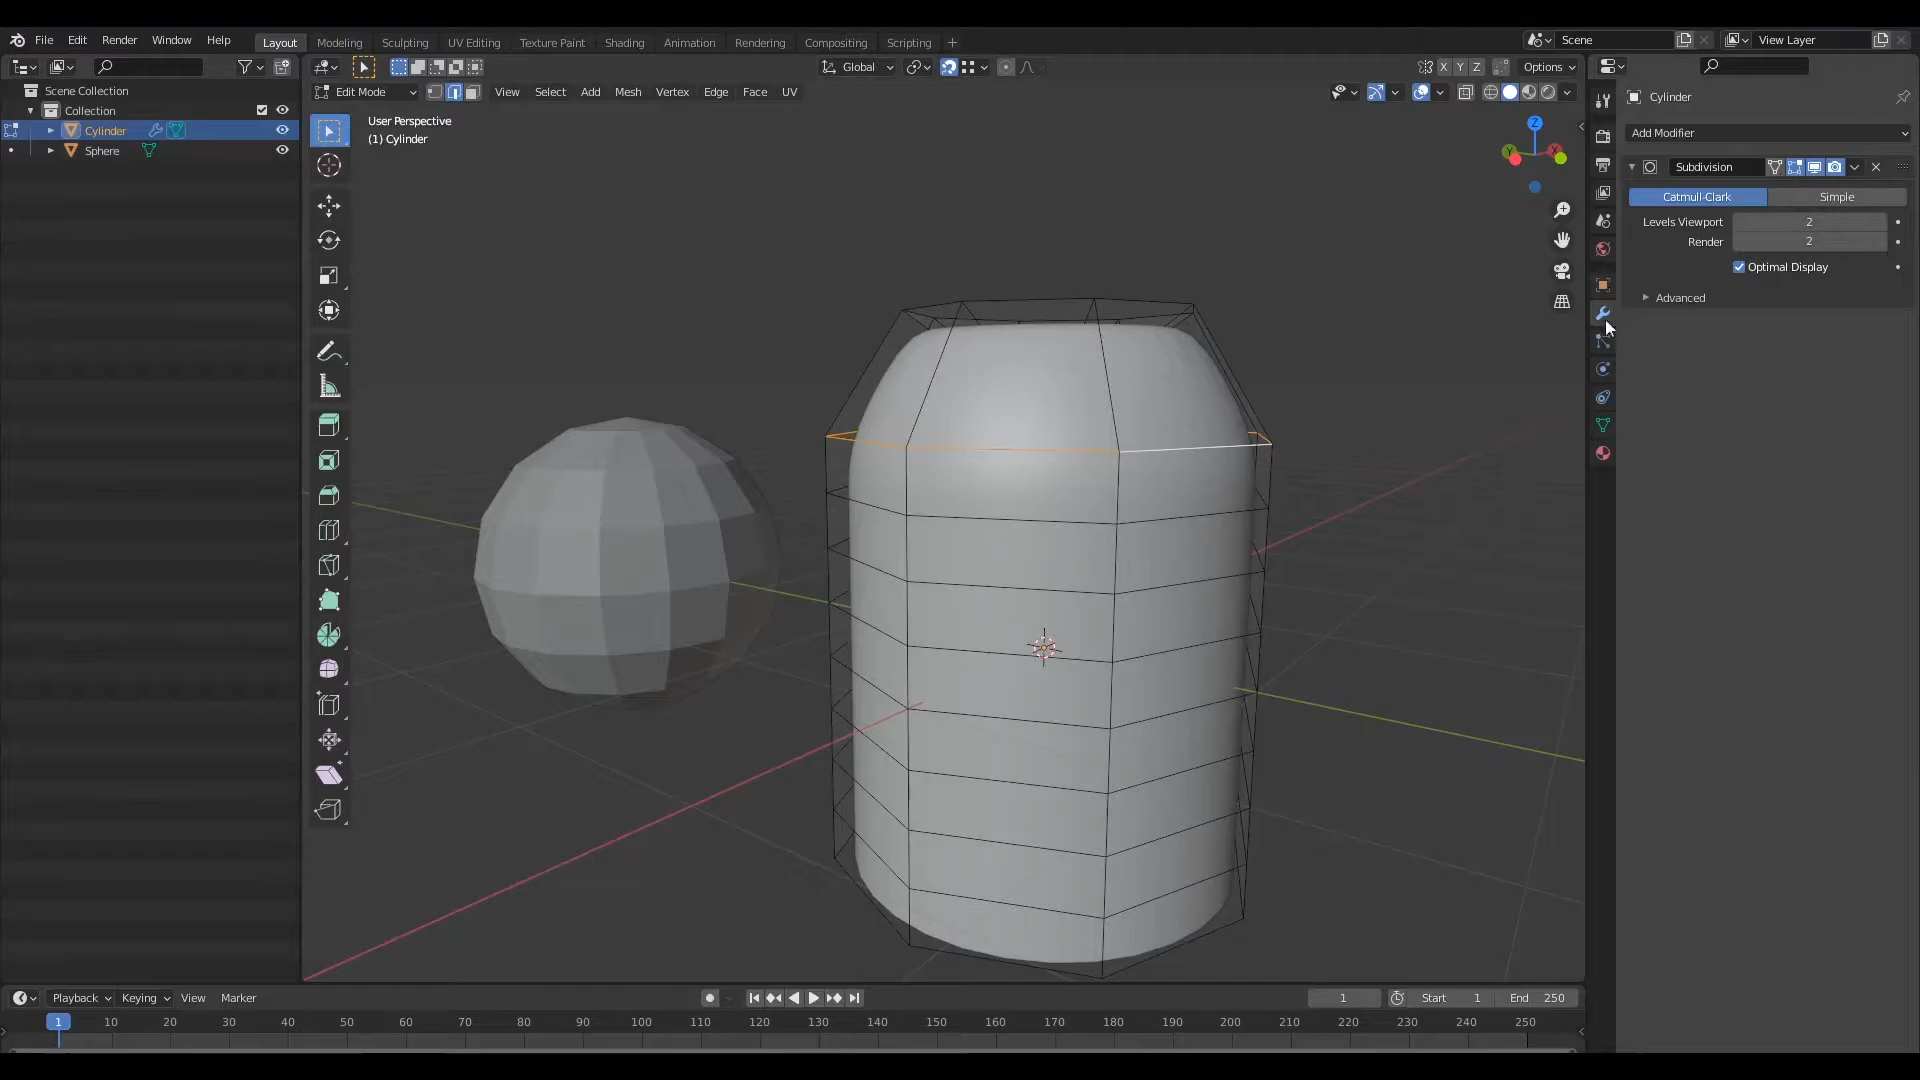 File Edit Render Window Help Layout Modeling Sculpting UV Editing Texture Paint Shading Animation Rendering Compositing Scripting + Scene View Layer
Global X Y Z Options
Edit Mode View Select Add Mesh Vertex Edge Face UV
Scene Collection
Collection
Cylinder
Sphere
User Perspective
(1) Cylinder
Z
Y
X
Cylinder
Add Modifier
Subdivision
Catmull-Clark Simple
Levels Viewport 2
Render 2
Optimal Display
Advanced
Playback Keying View Marker 1 Start 1 End 250
1 10 20 30 40 50 60 70 80 90 100 110 120 130 140 150 160 170 180 190 200 210 220 230 240 250